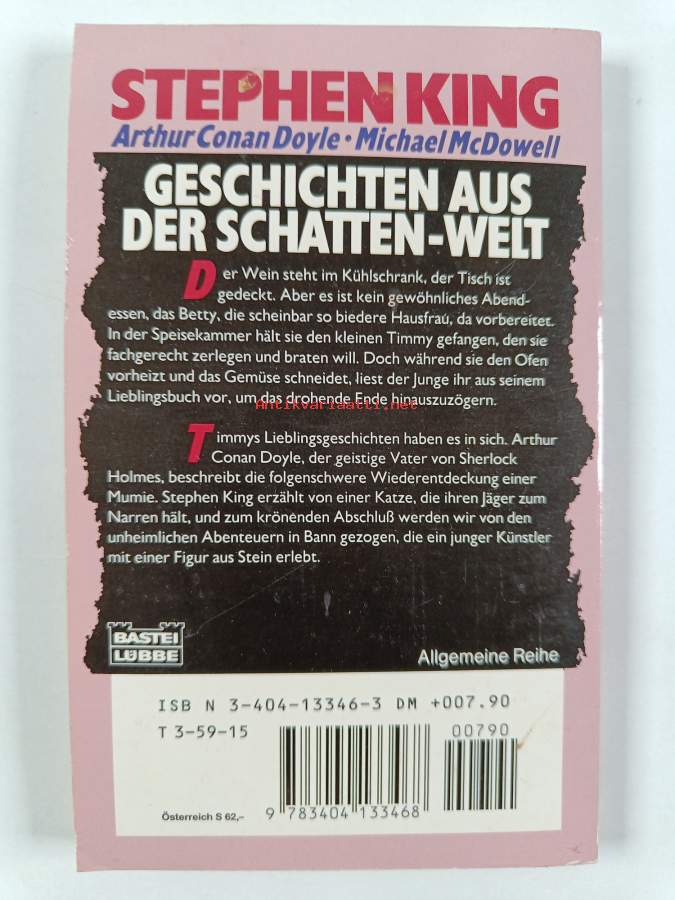 STEPHEN KING
Arthur Conan Doyle · Michael McDowell
GESCHICHTEN AUS
DER SCHATTEN-WELT
Der Wein steht im Kühlschrank, der Tisch ist
gedeckt. Aber es ist kein gewöhnliches Abend-
essen, das Betty, die scheinbar so biedere Hausfrau, da vorbereitet.
In der Speisekammer hält sie den kleinen Timmy gefangen, den sie
fachgerecht zerlegen und braten will. Doch während sie den Ofen
vorheizt und das Gemüse schneidet, liest der Junge ihr aus seinem
Lieblingsbuch vor, um das drohende Ende hinauszuzögern.
Antikvariaatti.net
Timmys Lieblingsgeschichten haben es in sich. Arthur
Conan Doyle, der geistige Vater von Sherlock
Holmes, beschreibt die folgenschwere Wiederentdeckung einer
Mumie. Stephen King erzählt von einer Katze, die ihren Jäger zum
Narren hält, und zum krönenden Abschluß werden wir von den
unheimlichen Abenteuern in Bann gezogen, die ein junger Künstler
mit einer Figur aus Stein erlebt.
BASTEI
LÜBBE
Allgemeine Reihe
ISB N 3-404-13346-3 DM +007.90
T 3-59-15
00790
Österreich S 62,-
9 783404 133468